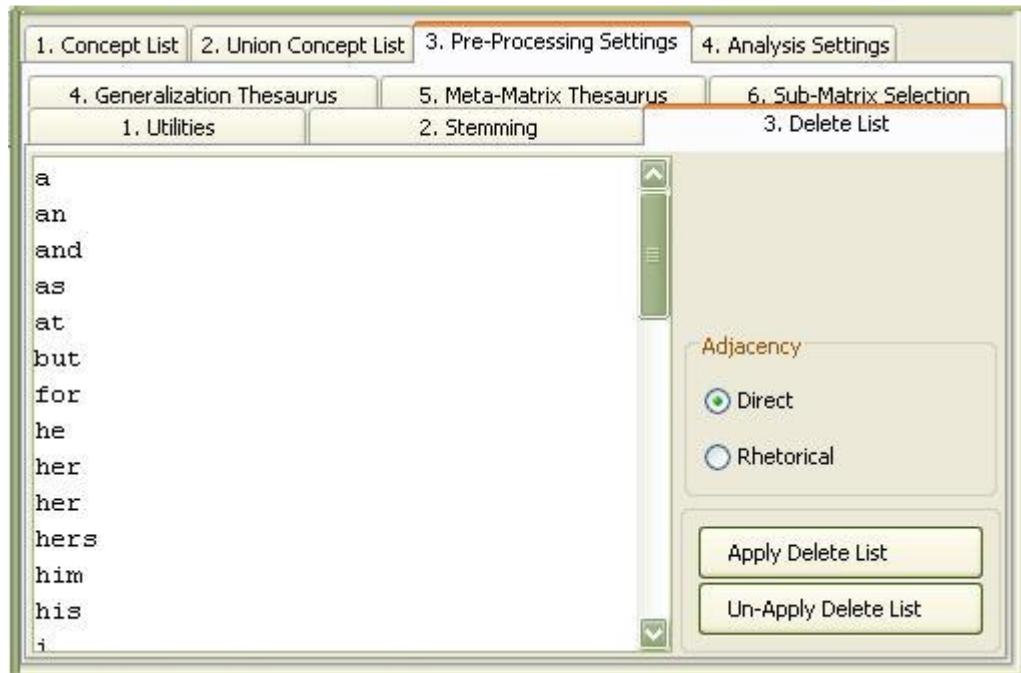 1. Concept List 2. Union Concept List 3. Pre-Processing Settings 4. Analysis Settings
4. Generalization Thesaurus 5. Meta-Matrix Thesaurus 6. Sub-Matrix Selection
1. Utilities 2. Stemming 3. Delete List
a
an
and
as
at
but
for
he
her
her
hers
him
his
i
Adjacency
Direct
Rhetorical
Apply Delete List
Un-Apply Delete List